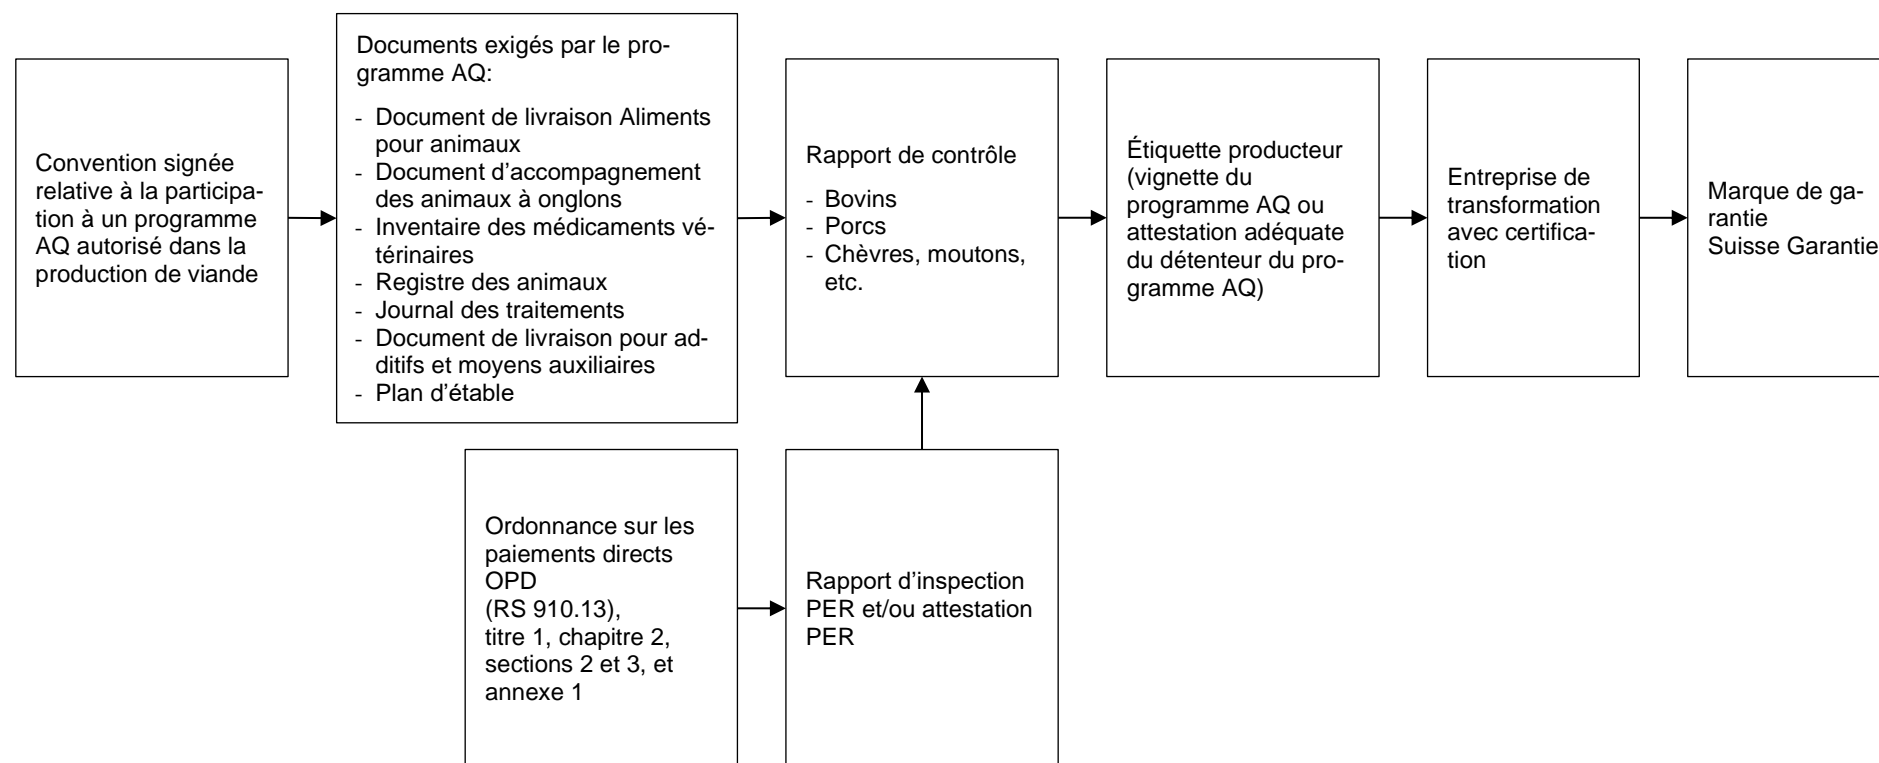 Convention signée
relative à la participa-
tion à un programme
AQ autorisé dans la
production de viande
Documents exigés par le pro-
gramme AQ:
- Document de livraison Aliments
pour animaux
- Document d'accompagnement
des animaux à onglons
- Inventaire des médicaments vé-
térinaires
- Registre des animaux
- Journal des traitements
- Document de livraison pour ad-
ditifs et moyens auxiliaires
- Plan d'étable
Rapport de contrôle
- Bovins
- Porcs
- Chèvres, moutons,
etc.
Étiquette producteur
(vignette du
programme AQ ou
attestation adéquate
du détenteur du pro-
gramme AQ)
Entreprise de
transformation
avec certifica-
tion
Marque de ga-
rantie
Suisse Garantie
Ordonnance sur les
paiements directs
OPD
(RS 910.13),
titre 1, chapitre 2,
sections 2 et 3, et
annexe 1
Rapport d'inspection
PER et/ou attestation
PER